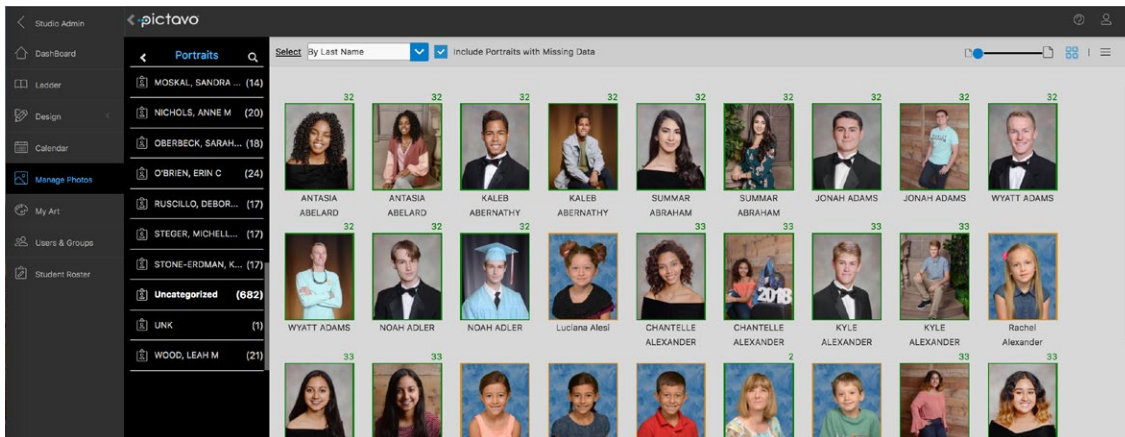 Studio Admin
pictavo
DashBoard
Ladder
Design
Calendar
Manage Photos
My Art
Users & Groups
Student Roster
Portraits
MOSKAL, SANDRA ... (14)
NICHOLS, ANNE M (20)
OBERBECK, SARAH... (18)
O'BRIEN, ERIN C (24)
RUSCILLO, DEBOR... (17)
STEGER, MICHELL... (17)
STONE-ERDMAN, K... (17)
Uncategorized (682)
UNK (1)
WOOD, LEAH M (21)
Select By Last Name Include Portraits with Missing Data
32 32 32 32 32 32 32 32 32
ANTASIA ANTASIA KALEB KALEB SUMMAR SUMMAR JONAH ADAMS JONAH ADAMS WYATT ADAMS
ABELARD ABELARD ABERNATHY ABERNATHY ABRAHAM ABRAHAM
32 32 32 33 33 33 33
2018
WYATT ADAMS NOAH ADLER NOAH ADLER Luciana Alesi CHANTELLE CHANTELLE KYLE KYLE Rachel
ALEXANDER ALEXANDER ALEXANDER ALEXANDER Alexander
33 33 2 33 33